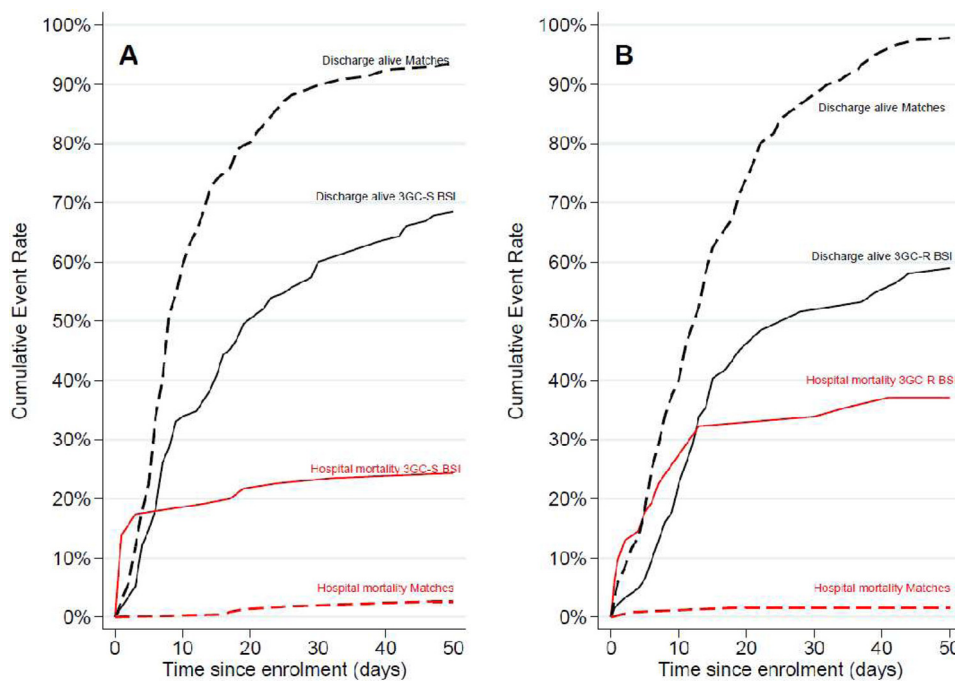 A
B
Cumulative Event Rate
100%
90%
80%
70%
60%
50%
40%
30%
20%
10%
0%
Discharge alive Matches
Discharge alive 3GC-S BSI
Hospital mortality 3GC-S BSI
Hospital mortality Matches
0 10 20 30 40 50
Time since enrolment (days)
Cumulative Event Rate
100%
90%
80%
70%
60%
50%
40%
30%
20%
10%
0%
Discharge alive Matches
Discharge alive 3GC-R BSI
Hospital mortality 3GC-R BSI
Hospital mortality Matches
0 10 20 30 40 50
Time since enrolment (days)